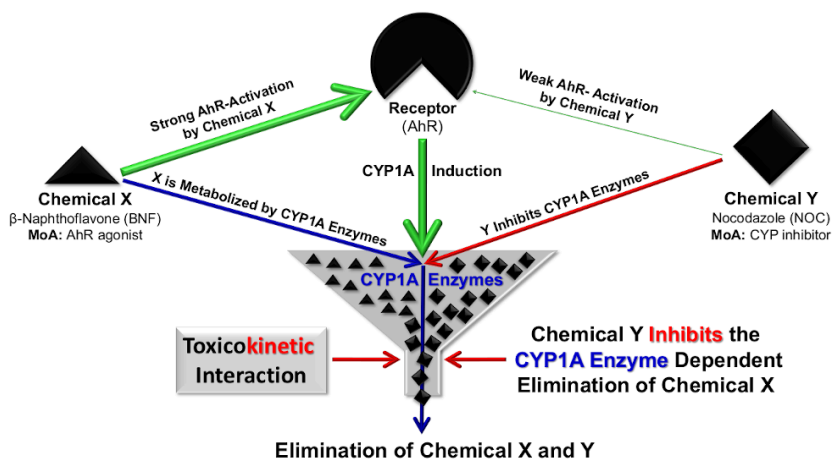 Strong AhR-Activation
by Chemical X
Receptor
(AhR)
Weak AhR- Activation
by Chemical Y
CYP1A Induction
Chemical X
β-Naphthoflavone (BNF)
MoA: AhR agonist
X is Metabolized by CYP1A Enzymes
Y Inhibits CYP1A Enzymes
Chemical Y
Nocodazole (NOC)
MoA: CYP inhibitor
CYP1A Enzymes
Toxicokinetic
Interaction
Chemical Y Inhibits the
CYP1A Enzyme Dependent
Elimination of Chemical X
Elimination of Chemical X and Y